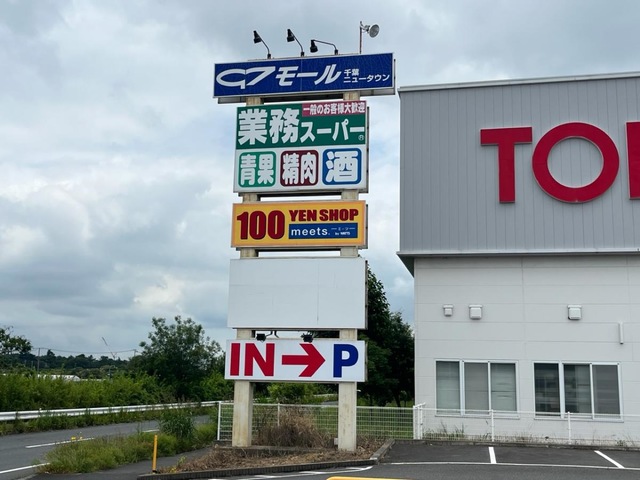 G7モール 千葉
ニュータウン
一般のお客様大歓迎
業務スーパー®
青果 精肉 酒
100 YEN SHOP
meets.
IN→P
TO